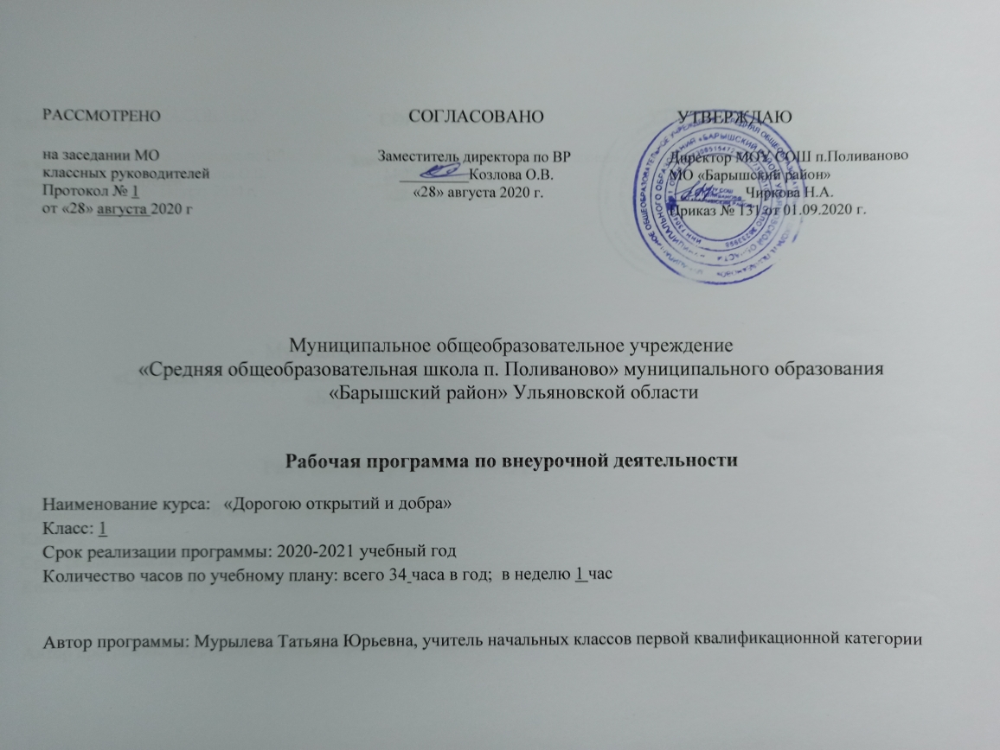 РАССМОТРЕНО
на заседании МО
классных руководителей
Протокол № 1
от «28» августа 2020 г
СОГЛАСОВАНО
Заместитель директора по ВР
________Козлова О.В.
«28» августа 2020 г.
УТВЕРЖДАЮ
Директор МОУ СОШ п.Поливаново
МО «Барышский район»
________ Чиркова Н.А.
Приказ № 131 от 01.09.2020 г.
Муниципальное общеобразовательное учреждение
«Средняя общеобразовательная школа п. Поливаново» муниципального образования
«Барышский район» Ульяновской области
Рабочая программа по внеурочной деятельности
Наименование курса: «Дорогою открытий и добра»
Класс: 1
Срок реализации программы: 2020-2021 учебный год
Количество часов по учебному плану: всего 34 часа в год; в неделю 1 час
Автор программы: Мурылева Татьяна Юрьевна, учитель начальных классов первой квалификационной категории